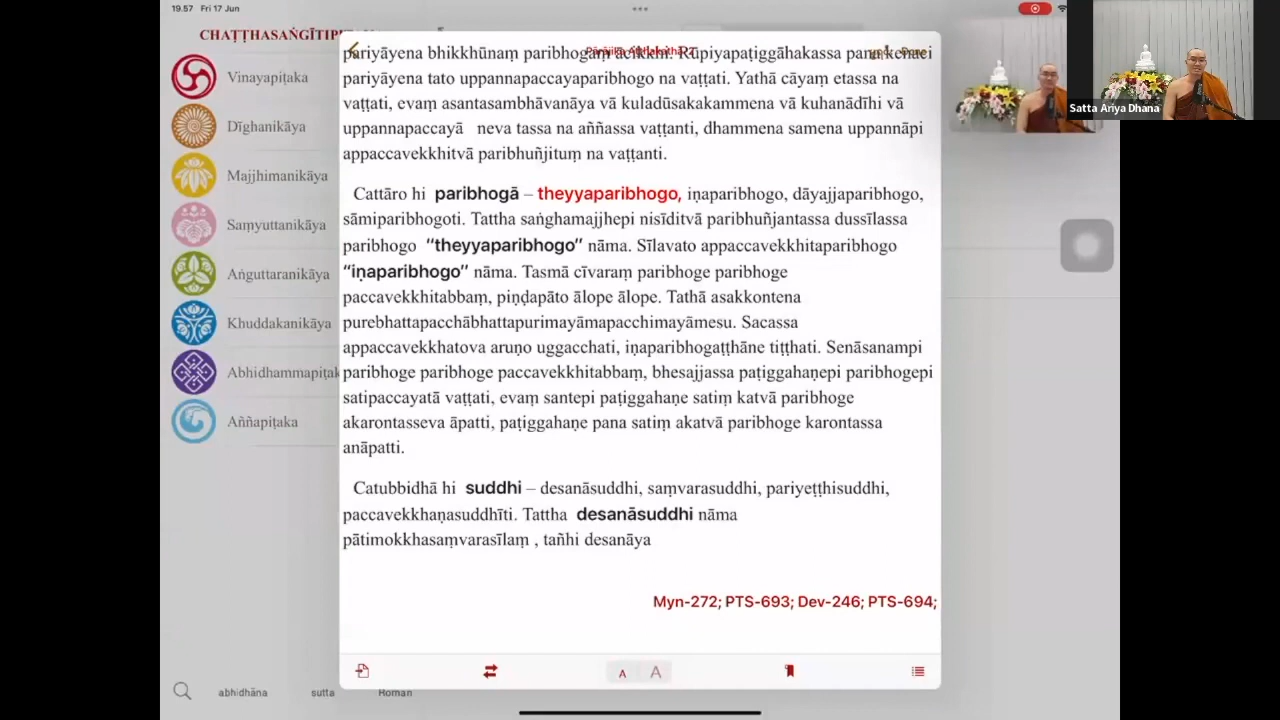 19.57 Fri 17 Jun
CHAṬṬHASAṄGĪTIPI
Vinayapiṭaka
Dīghanikāya
Majjhimanikāya
Saṃyuttanikāya
Aṅguttaranikāya
Khuddakanikāya
Abhidhammapiṭak
Aññapiṭaka
abhidhāna
sutta
Roman
pariyāyena bhikkhūnaṃ paribhogaṃ ācikkhi. Rūpiyapaṭiggāhakassa pana kenaci
pariyāyena tato uppannapaccayaparibhogo na vaṭṭati. Yathā cāyaṃ etassa na
vaṭṭati, evaṃ asantasambhāvanāya vā kuladūsakakammena vā kuhanādīhi vā
uppannapaccayā neva tassa na aññassa vaṭṭanti, dhammena samena uppannāpi
appaccavekkhitvā paribhuñjituṃ na vaṭṭanti.
Cattāro hi paribhogā – theyyaparibhogo, iṇaparibhogo, dāyajjaparibhogo,
sāmiparibhogoti. Tattha saṅghamajjhepi nisīditvā paribhuñjantassa dussīlassa
paribhogo “theyyaparibhogo” nāma. Sīlavato appaccavekkhitaparibhogo
“iṇaparibhogo” nāma. Tasmā cīvaraṃ paribhoge paribhoge
paccavekkhitabbaṃ, piṇḍapāto ālope ālope. Tathā asakkontena
purebhattapacchābhattapurimayāmapacchimayāmesu. Sacassa
appaccavekkhatova aruṇo uggacchati, iṇaparibhogaṭṭhāne tiṭṭhati. Senāsanampi
paribhoge paribhoge paccavekkhitabbaṃ, bhesajjassa paṭiggahaṇepi paribhogepi
satipaccayatā vaṭṭati, evaṃ santepi paṭiggahaṇe satiṃ katvā paribhoge
akarontasseva āpatti, paṭiggahaṇe pana satiṃ akatvā paribhoge karontassa
anāpatti.
Catubbidhā hi suddhi – desanāsuddhi, saṃvarasuddhi, pariyeṭṭhisuddhi,
paccavekkhaṇasuddhīti. Tattha desanāsuddhi nāma
pātimokkhasaṃvarasīlaṃ , tañhi desanāya
Myn-272; PTS-693; Dev-246; PTS-694;
A A
Satta Ariya Dhana